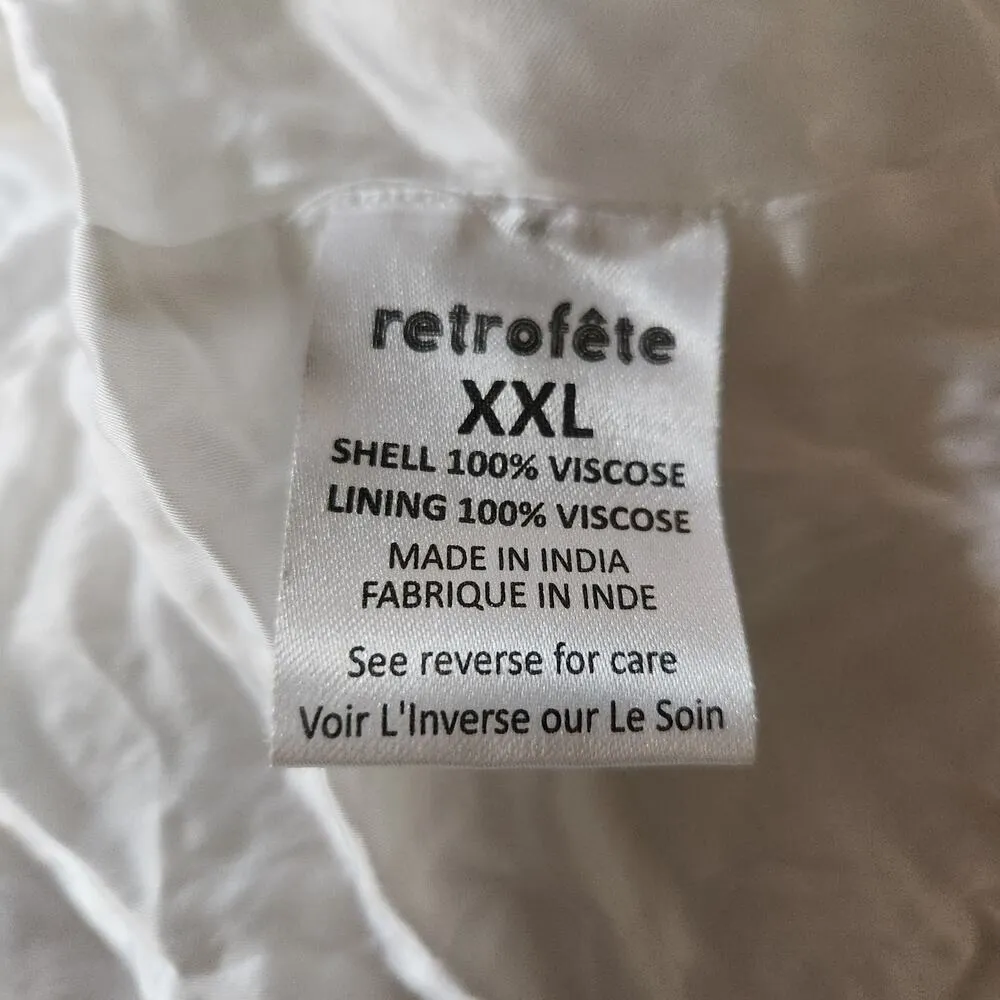 retrofête
XXL
SHELL 100% VISCOSE
LINING 100% VISCOSE
MADE IN INDIA
FABRIQUE IN INDE
See reverse for care
Voir L'Inverse our Le Soin